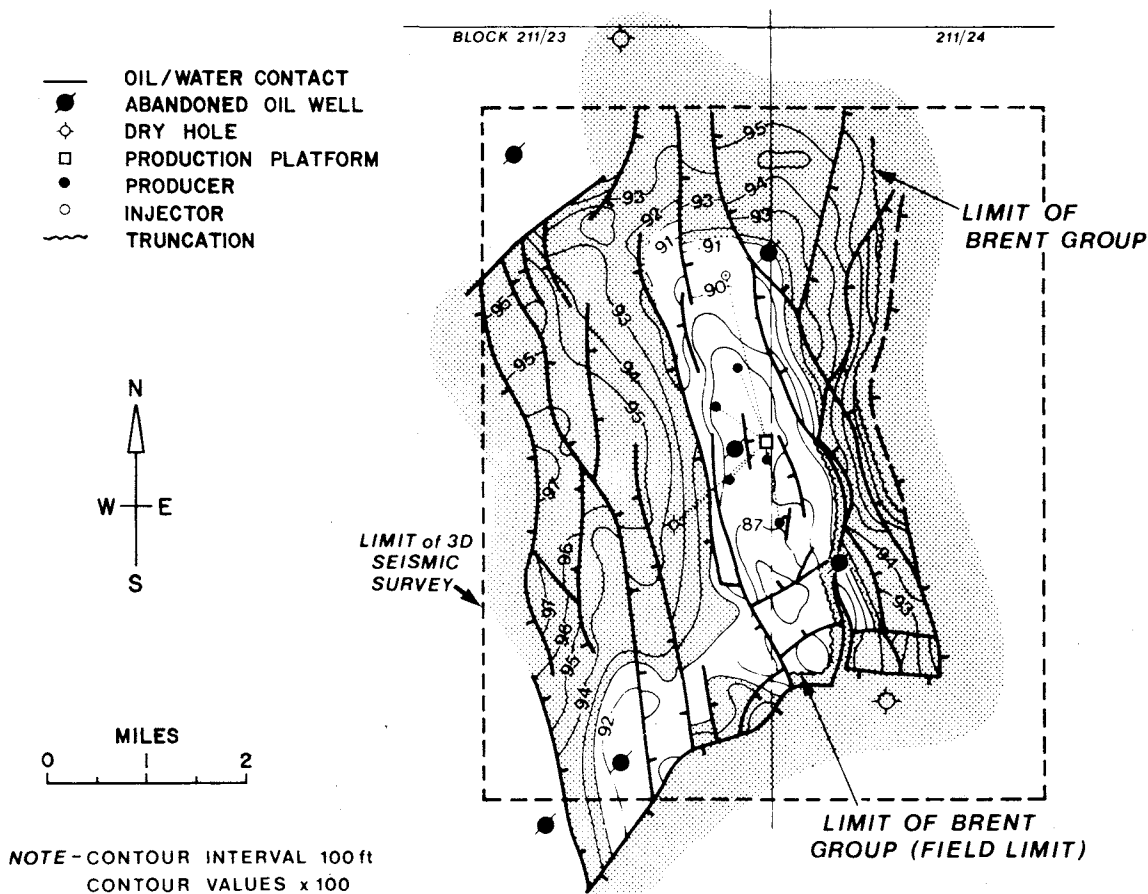 BLOCK 211/23
211/24
OIL/WATER CONTACT
ABANDONED OIL WELL
DRY HOLE
PRODUCTION PLATFORM
PRODUCER
INJECTOR
TRUNCATION
95
94
93
93
92
93
91
91
90
LIMIT OF
BRENT GROUP
95
93
95
94
95
N
W E
S
97
87
LIMIT of 3D
SEISMIC
SURVEY
96
94
97
93
96
95
94
92
MILES
0 2
LIMIT OF BRENT
GROUP (FIELD LIMIT)
NOTE - CONTOUR INTERVAL 100 ft
CONTOUR VALUES x 100